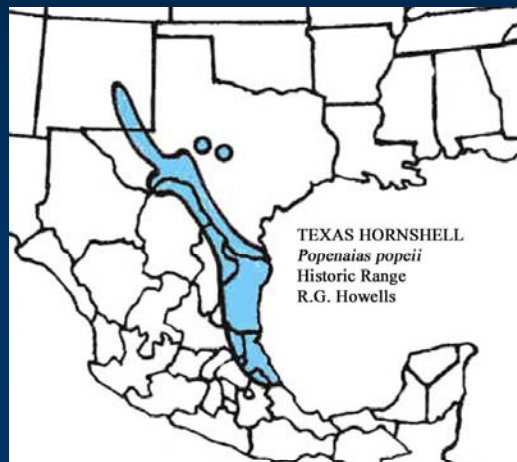 TEXAS HORNSHELL
Popenaias popeii
Historic Range
R.G. Howells